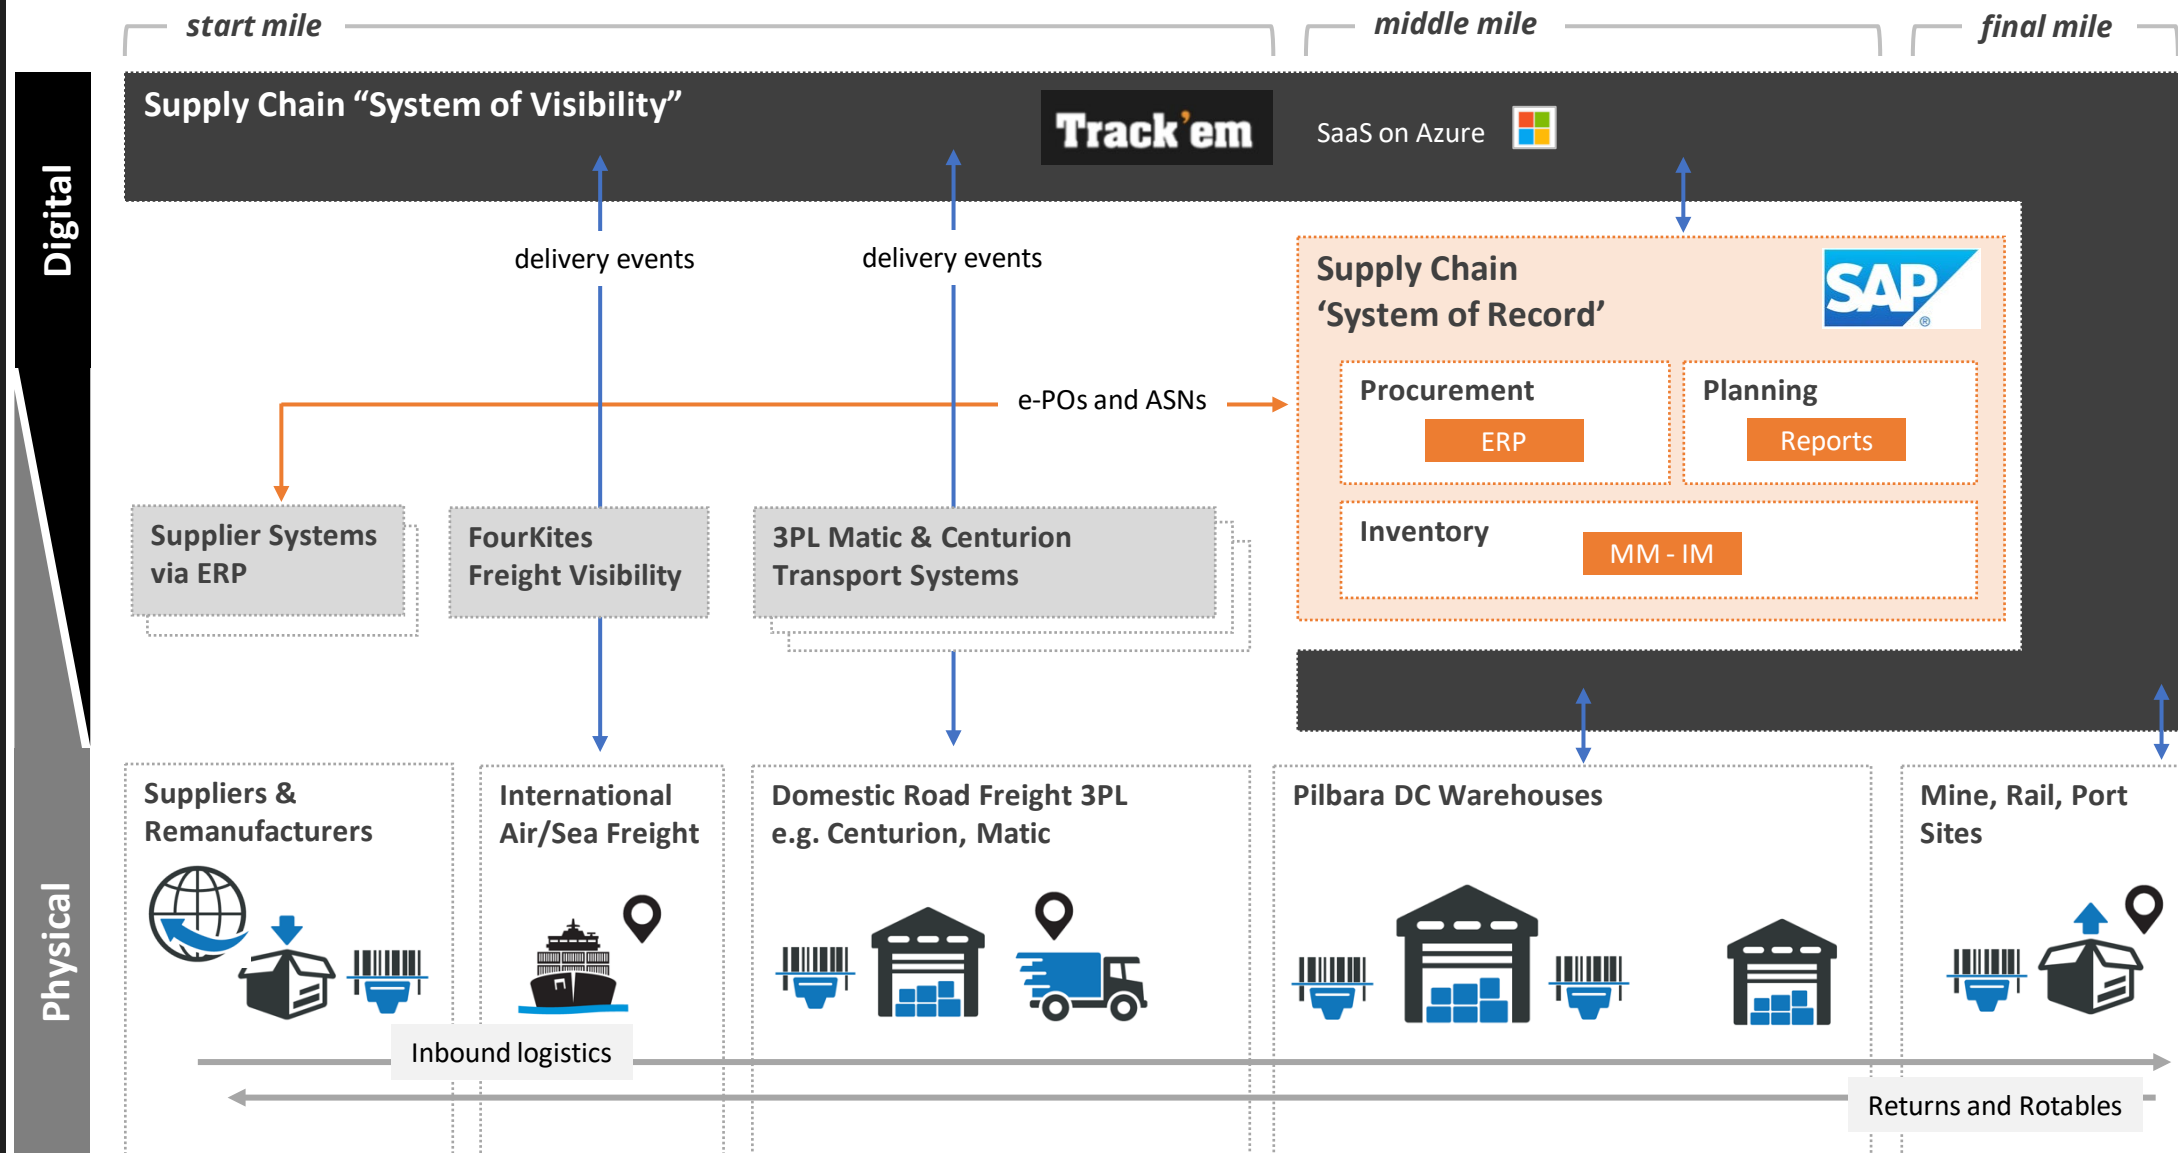 start mile
middle mile
final mile
Supply Chain “System of Visibility”
Track'em
SaaS on Azure
Digital
delivery events
delivery events
Supply Chain
‘System of Record’
SAP
®
e-POs and ASNs
Procurement
ERP
Planning
Reports
Inventory
MM - IM
Supplier Systems
via ERP
FourKites
Freight Visibility
3PL Matic & Centurion
Transport Systems
Physical
Suppliers &
Remanufacturers
International
Air/Sea Freight
Domestic Road Freight 3PL
e.g. Centurion, Matic
Pilbara DC Warehouses
Mine, Rail, Port
Sites
Inbound logistics
Returns and Rotables